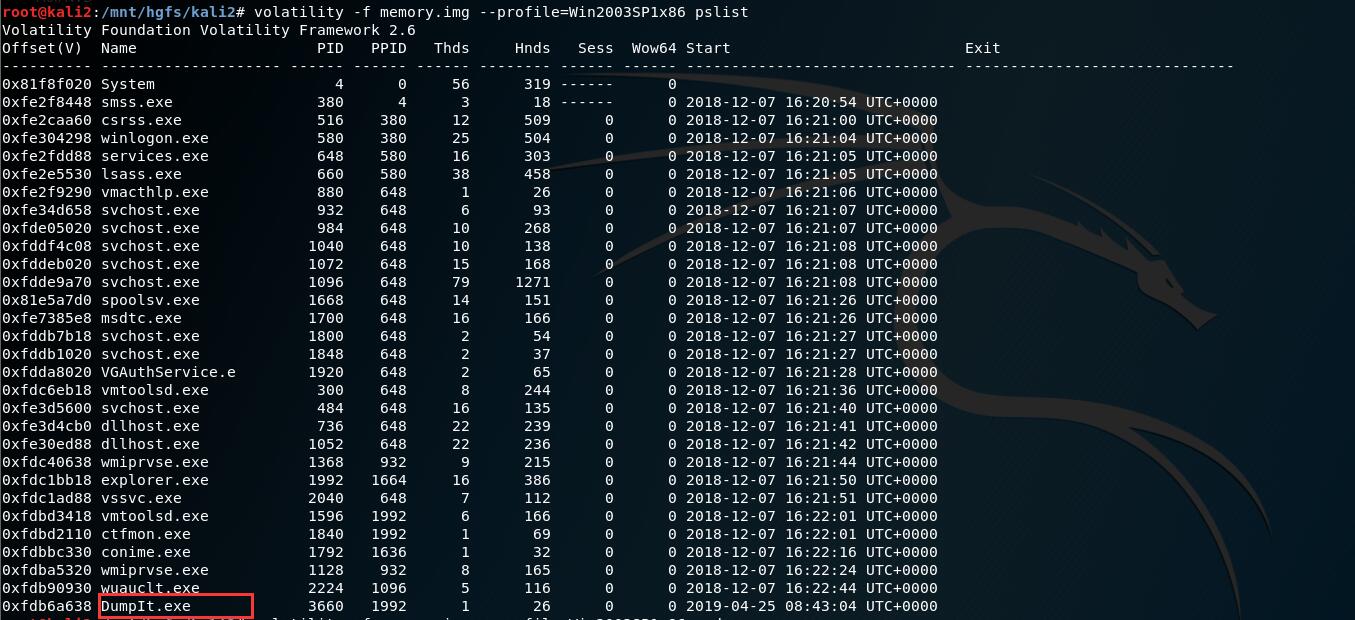 root@kali2:/mnt/hgfs/kali2# volatility -f memory.img --profile=Win2003SP1x86 pslist
Volatility Foundation Volatility Framework 2.6
Offset(V)  Name                    PID   PPID   Thds     Hnds   Sess  Wow64 Start                          Exit
---------- -------------------- ------ ------ ------ -------- ------ ------ ------------------------------ ------------------------------
0x81f8f020 System                    4      0     56      319 ------      0
0xfe2f8448 smss.exe                380      4      3       18 ------      0 2018-12-07 16:20:54 UTC+0000
0xfe2caa60 csrss.exe               516    380     12      509      0      0 2018-12-07 16:21:00 UTC+0000
0xfe304298 winlogon.exe            580    380     25      504      0      0 2018-12-07 16:21:04 UTC+0000
0xfe2fdd88 services.exe            648    580     16      303      0      0 2018-12-07 16:21:05 UTC+0000
0xfe2e5530 lsass.exe               660    580     38      458      0      0 2018-12-07 16:21:05 UTC+0000
0xfe2f9290 vmacthlp.exe            880    648      1       26      0      0 2018-12-07 16:21:06 UTC+0000
0xfe34d658 svchost.exe             932    648      6       93      0      0 2018-12-07 16:21:07 UTC+0000
0xfde05020 svchost.exe             984    648     10      268      0      0 2018-12-07 16:21:07 UTC+0000
0xfddf4c08 svchost.exe            1040    648     10      138      0      0 2018-12-07 16:21:08 UTC+0000
0xfddeb020 svchost.exe            1072    648     15      168      0      0 2018-12-07 16:21:08 UTC+0000
0xfdde9a70 svchost.exe            1096    648     79     1271      0      0 2018-12-07 16:21:08 UTC+0000
0x81e5a7d0 spoolsv.exe            1668    648     14      151      0      0 2018-12-07 16:21:26 UTC+0000
0xfe7385e8 msdtc.exe              1700    648     16      166      0      0 2018-12-07 16:21:26 UTC+0000
0xfddb7b18 svchost.exe            1800    648      2       54      0      0 2018-12-07 16:21:27 UTC+0000
0xfddb1020 svchost.exe            1848    648      2       37      0      0 2018-12-07 16:21:27 UTC+0000
0xfdda8020 VGAuthService.e        1920    648      2       65      0      0 2018-12-07 16:21:28 UTC+0000
0xfdc6eb18 vmtoolsd.exe            300    648      8      244      0      0 2018-12-07 16:21:36 UTC+0000
0xfe3d5600 svchost.exe             484    648     16      135      0      0 2018-12-07 16:21:40 UTC+0000
0xfe3d4cb0 dllhost.exe             736    648     22      239      0      0 2018-12-07 16:21:41 UTC+0000
0xfe30ed88 dllhost.exe            1052    648     22      236      0      0 2018-12-07 16:21:42 UTC+0000
0xfdc40638 wmiprvse.exe           1368    932      9      215      0      0 2018-12-07 16:21:44 UTC+0000
0xfdc1bb18 explorer.exe           1992   1664     16      386      0      0 2018-12-07 16:21:50 UTC+0000
0xfdc1ad88 vssvc.exe              2040    648      7      112      0      0 2018-12-07 16:21:51 UTC+0000
0xfdbd3418 vmtoolsd.exe           1596   1992      6      166      0      0 2018-12-07 16:22:01 UTC+0000
0xfdbd2110 ctfmon.exe             1840   1992      1       69      0      0 2018-12-07 16:22:01 UTC+0000
0xfdbbc330 conime.exe             1792   1636      1       32      0      0 2018-12-07 16:22:16 UTC+0000
0xfdba5320 wmiprvse.exe           1128    932      8      165      0      0 2018-12-07 16:22:24 UTC+0000
0xfdb90930 wuauclt.exe            2224   1096      5      116      0      0 2018-12-07 16:22:44 UTC+0000
0xfdb6a638 DumpIt.exe             3660   1992      1       26      0      0 2019-04-25 08:43:04 UTC+0000